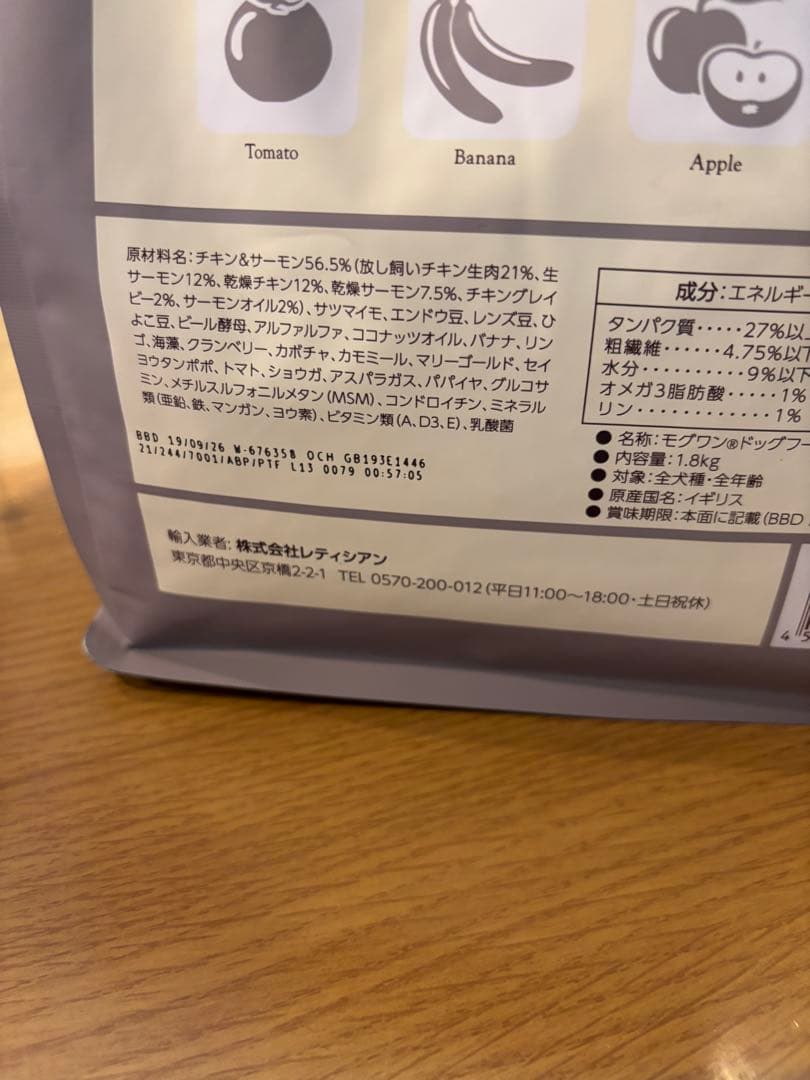 Tomato
Banana
Apple
原材料名：チキン&サーモン56.5%（放し飼いチキン生肉21%、生
サーモン12%、乾燥チキン12%、乾燥サーモン7.5%、チキングレイ
ビー2%、サーモンオイル2%）、サツマイモ、エンドウ豆、レンズ豆、ひ
よこ豆、ビール酵母、アルファルファ、ココナッツオイル、バナナ、リン
ゴ、海藻、クランベリー、カボチャ、カモミール、マリーゴールド、セイ
ヨウタンポポ、トマト、ショウガ、アスパラガス、パパイヤ、グルコサ
ミン、メチルスルフォニルメタン（MSM）、コンドロイチン、ミネラル
類（亜鉛、鉄、マンガン、ヨウ素）、ビタミン類（A、D3、E）、乳酸菌
BBD 19/09/26 W-676358 OCH GB193E1446
21/244/7001/ABP/PTF L13 0079 00:57:05
成分：エネルギー
タンパク質・・・・・27%以上
粗繊維・・・・・・4.75%以下
水分・・・・・・・・・・9%以下
オメガ3脂肪酸・・・・・1%
リン・・・・・・・・・・・・1%
● 名称：モグワン®ドッグフー
● 内容量：1.8kg
● 対象：全犬種・全年齢
● 原産国名：イギリス
● 賞味期限：本面に記載（BBD
輸入業者：株式会社レティシアン
東京都中央区京橋2-2-1 TEL 0570-200-012（平日11:00〜18:00・土日祝休）
4 5